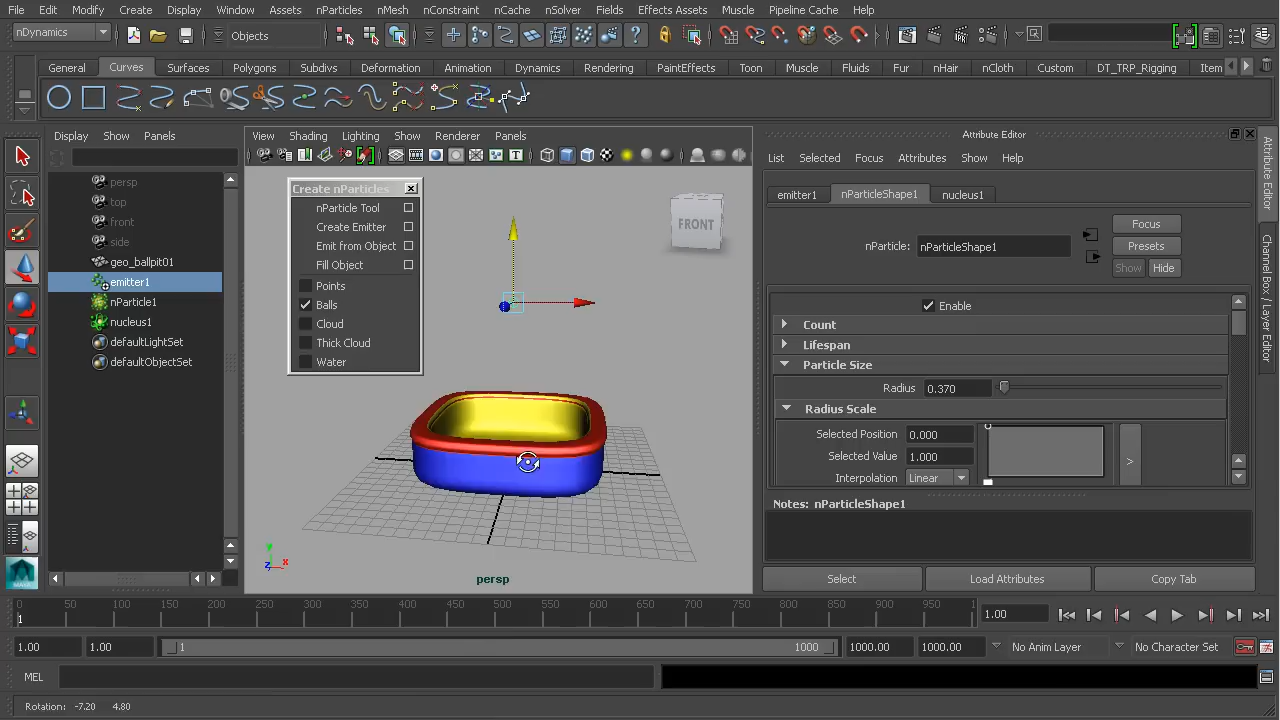 File Edit Modify Create Display Window Assets nParticles nMesh nConstraint nCache nSolver Fields Effects Assets Muscle Pipeline Cache Help
nDynamics Objects
General Curves Surfaces Polygons Subdivs Deformation Animation Dynamics Rendering PaintEffects Toon Muscle Fluids Fur nHair nCloth Custom DT_TRP_Rigging Item
Display Show Panels
View Shading Lighting Show Renderer Panels
Attribute Editor
List Selected Focus Attributes Show Help
persp
top
front
side
geo_ballpit01
emitter1
nParticle1
nucleus1
defaultLightSet
defaultObjectSet
Create nParticles
nParticle Tool
Create Emitter
Emit from Object
Fill Object
Points
Balls
Cloud
Thick Cloud
Water
FRONT
y
x
z
persp
emitter1 nParticleShape1 nucleus1
nParticle: nParticleShape1
Focus
Presets
Show Hide
Enable
Count
Lifespan
Particle Size
Radius 0.370
Radius Scale
Selected Position 0.000
Selected Value 1.000
Interpolation Linear
>
Notes: nParticleShape1
Select Load Attributes Copy Tab
Attribute Editor
Channel Box / Layer Editor
0 50 100 150 200 250 300 350 400 450 500 550 600 650 700 750 800 850 900 950 1
1
1.00
1.00 1.00 1 1000 1000.00 1000.00 No Anim Layer No Character Set
MEL
Rotation: -7.20 4.80